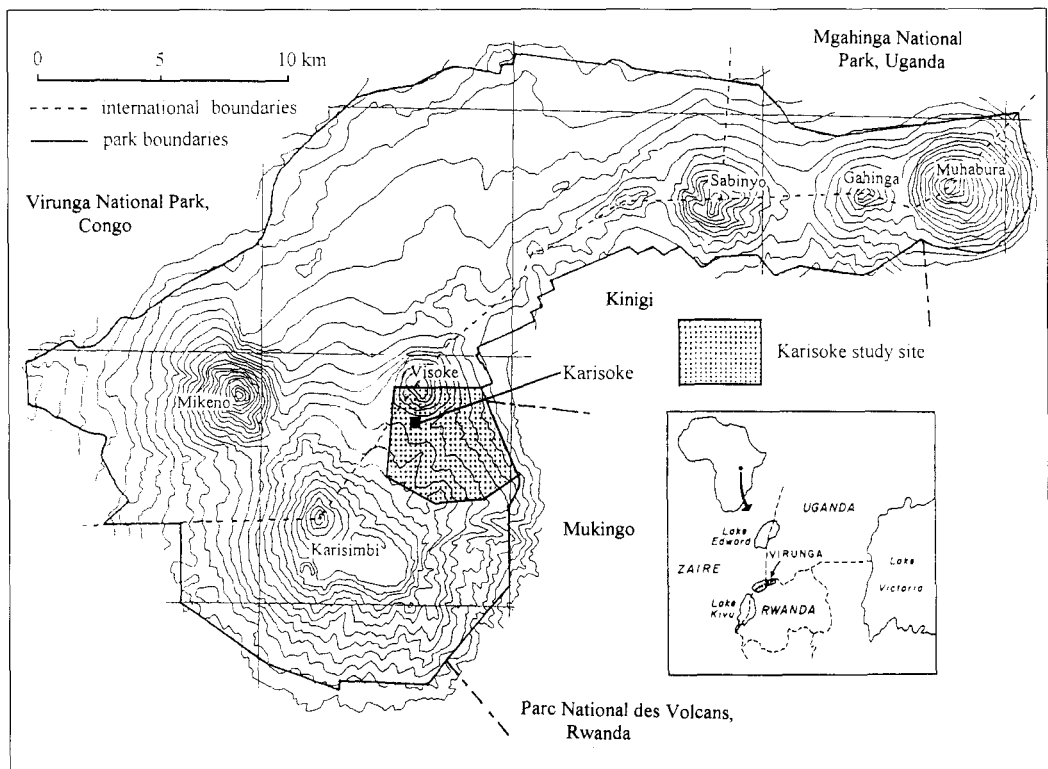 0 5 10 km
international boundaries
park boundaries
Mgahinga National
Park, Uganda
Virunga National Park,
Congo
Sabinyo
Gahinga
Muhabura
Kinigi
Karisoke study site
Visoke
Karisoke
Mikeno
Karisimbi
Mukingo
Parc National des Volcans,
Rwanda
UGANDA
Lake
Edward
ZAIRE
VIRUNGA
Lake
Victoria
Lake
Kivu
RWANDA